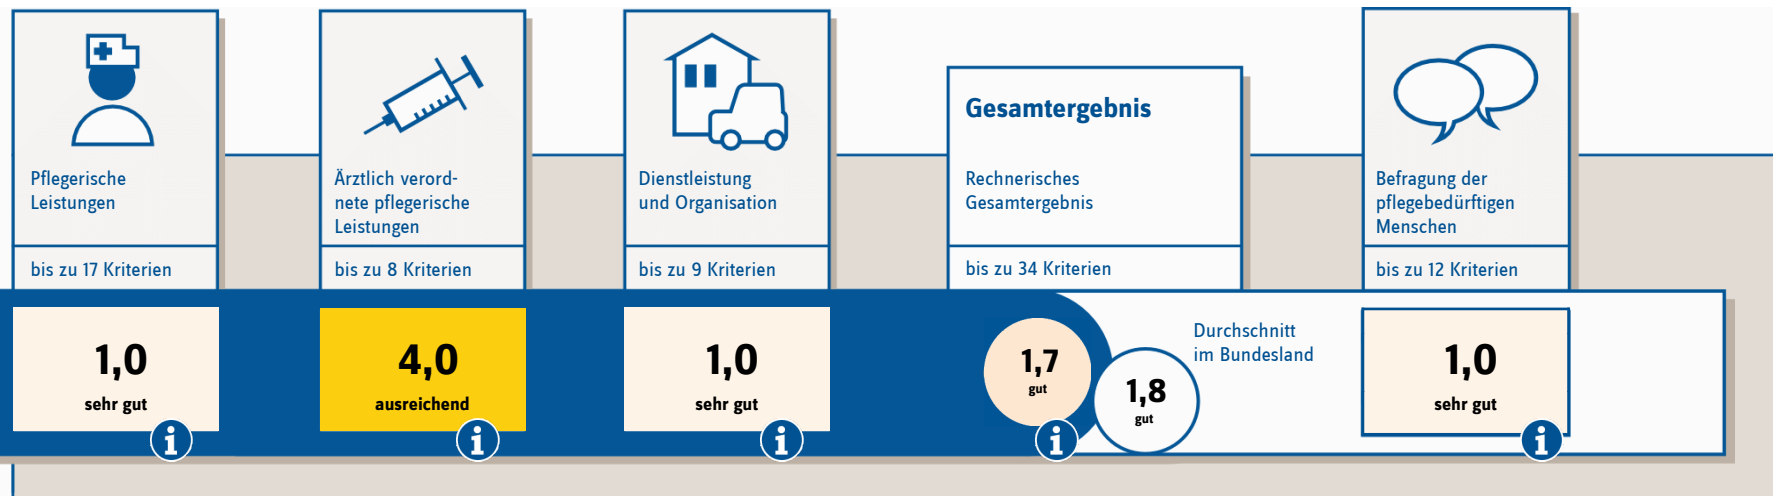 Pflegerische
Leistungen
bis zu 17 Kriterien
1,0
sehr gut
i
Ärztlich verord-
nete pflegerische
Leistungen
bis zu 8 Kriterien
4,0
ausreichend
i
Dienstleistung
und Organisation
bis zu 9 Kriterien
1,0
sehr gut
i
Gesamtergebnis
Rechnerisches
Gesamtergebnis
bis zu 34 Kriterien
1,7
gut
i
1,8
gut
Durchschnitt
im Bundesland
Befragung der
pflegebedürftigen
Menschen
bis zu 12 Kriterien
1,0
sehr gut
i